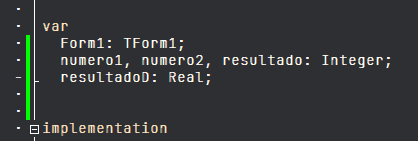 var
Form1: TForm1;
numero1, numero2, resultado: Integer;
resultadoD: Real;
implementation